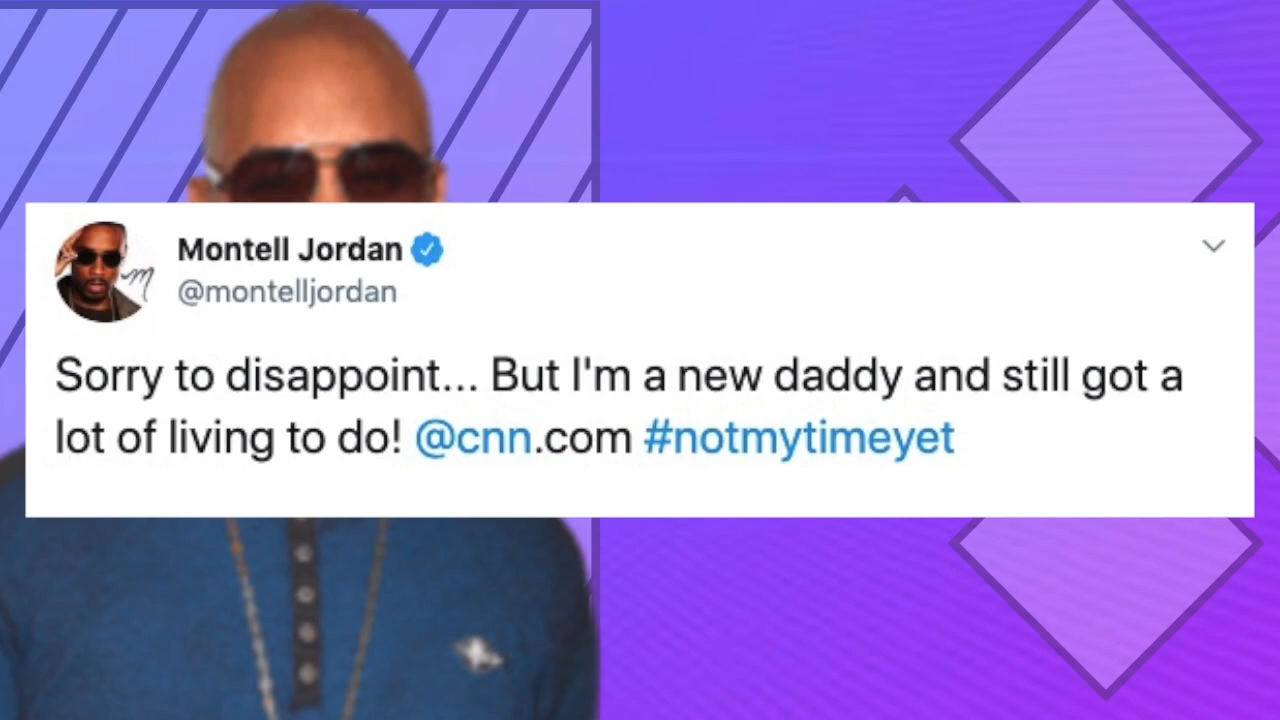 Montell Jordan
@montelljordan
Sorry to disappoint... But I'm a new daddy and still got a
lot of living to do! @cnn.com #notmytimeyet